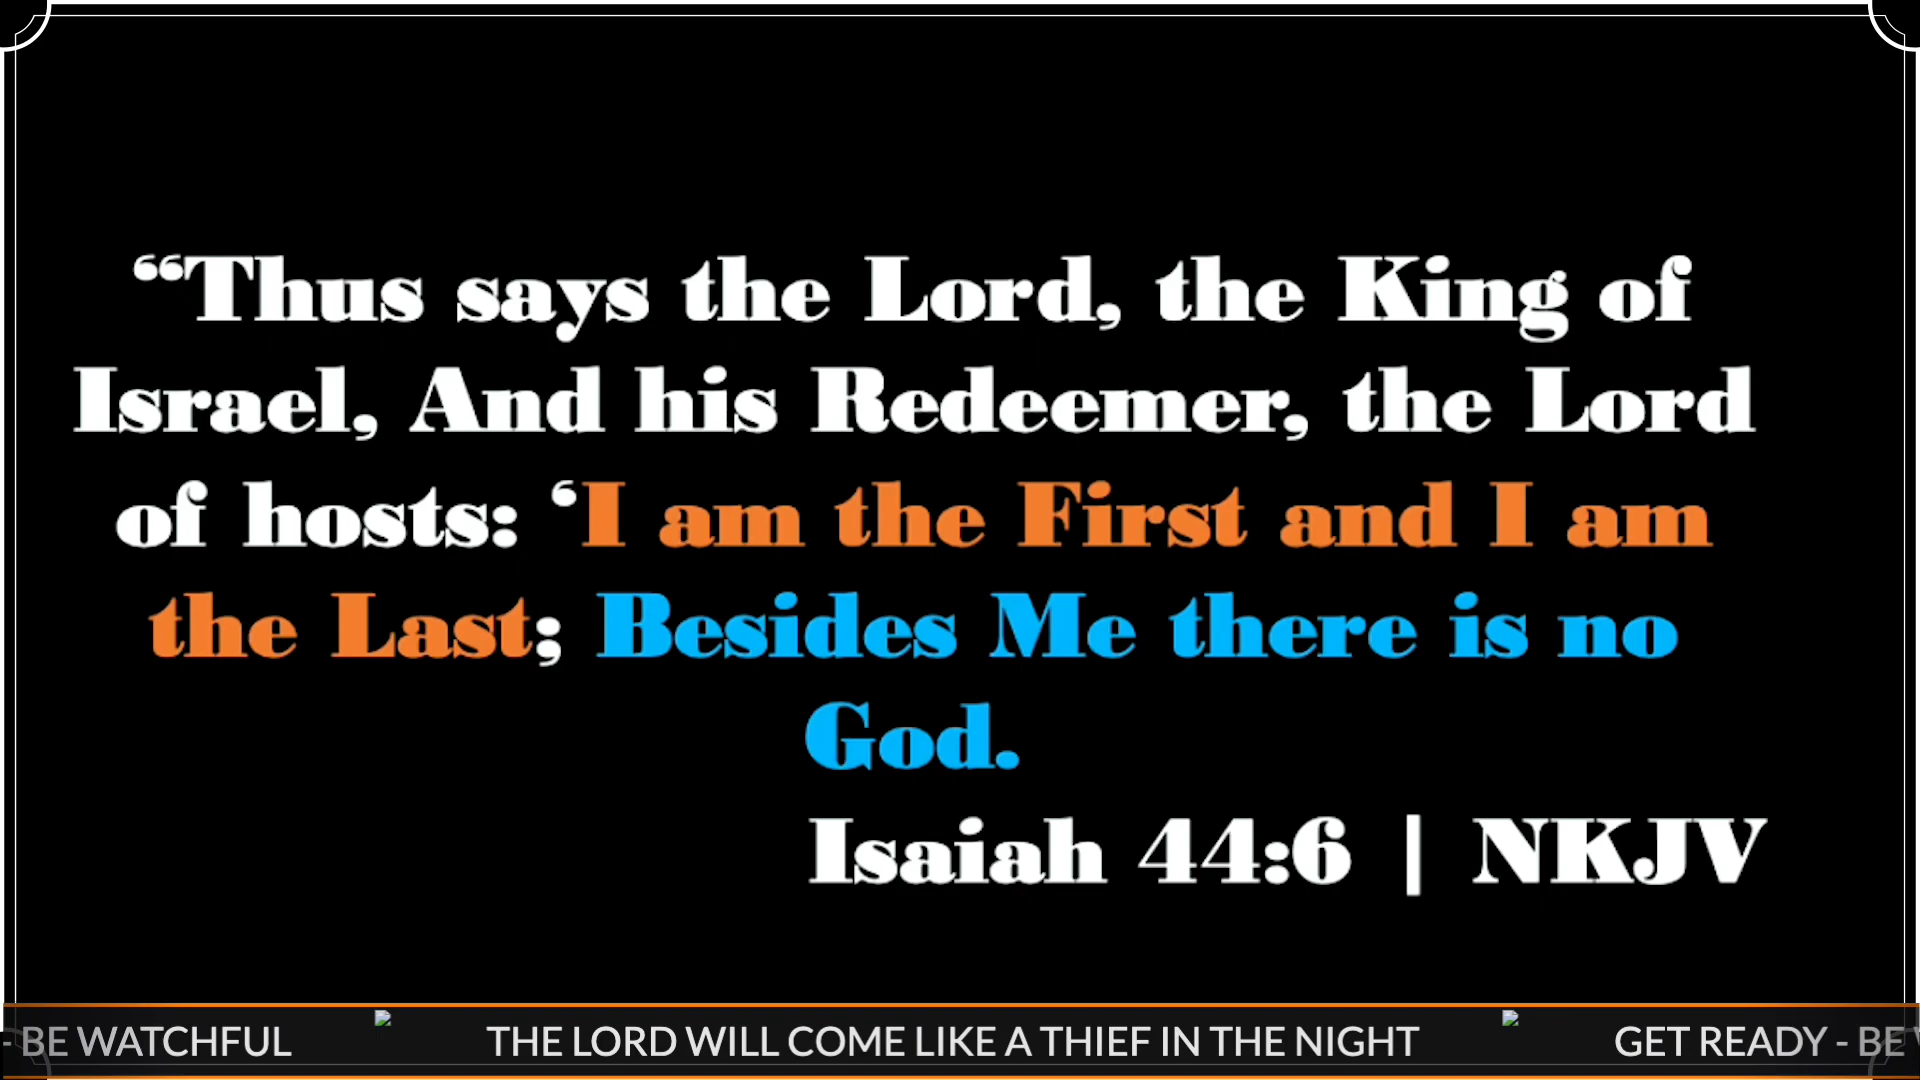 “Thus says the Lord, the King of
Israel, And his Redeemer, the Lord
of hosts: ‘I am the First and I am
the Last; Besides Me there is no
God.
Isaiah 44:6 | NKJV
- BE WATCHFUL THE LORD WILL COME LIKE A THIEF IN THE NIGHT GET READY - BE